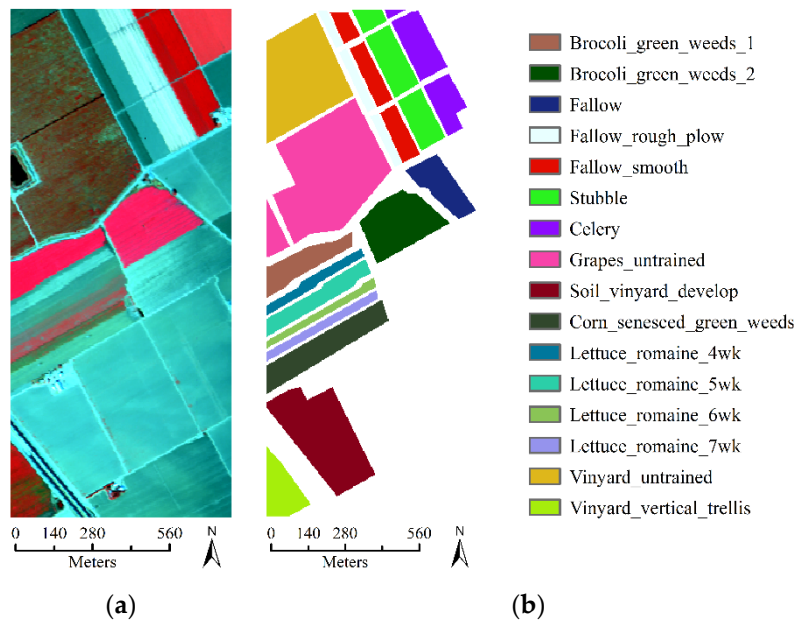 Brocoli_green_weeds_1
Brocoli_green_weeds_2
Fallow
Fallow_rough_plow
Fallow_smooth
Stubble
Celery
Grapes_untrained
Soil_vinyard_develop
Corn_senesced_green_weeds
Lettuce_romaine_4wk
Lettuce_romaine_5wk
Lettuce_romaine_6wk
Lettuce_romaine_7wk
Vinyard_untrained
Vinyard_vertical_trellis
0 140 280 560 N
Meters
0 140 280 560 N
Meters
(a) (b)